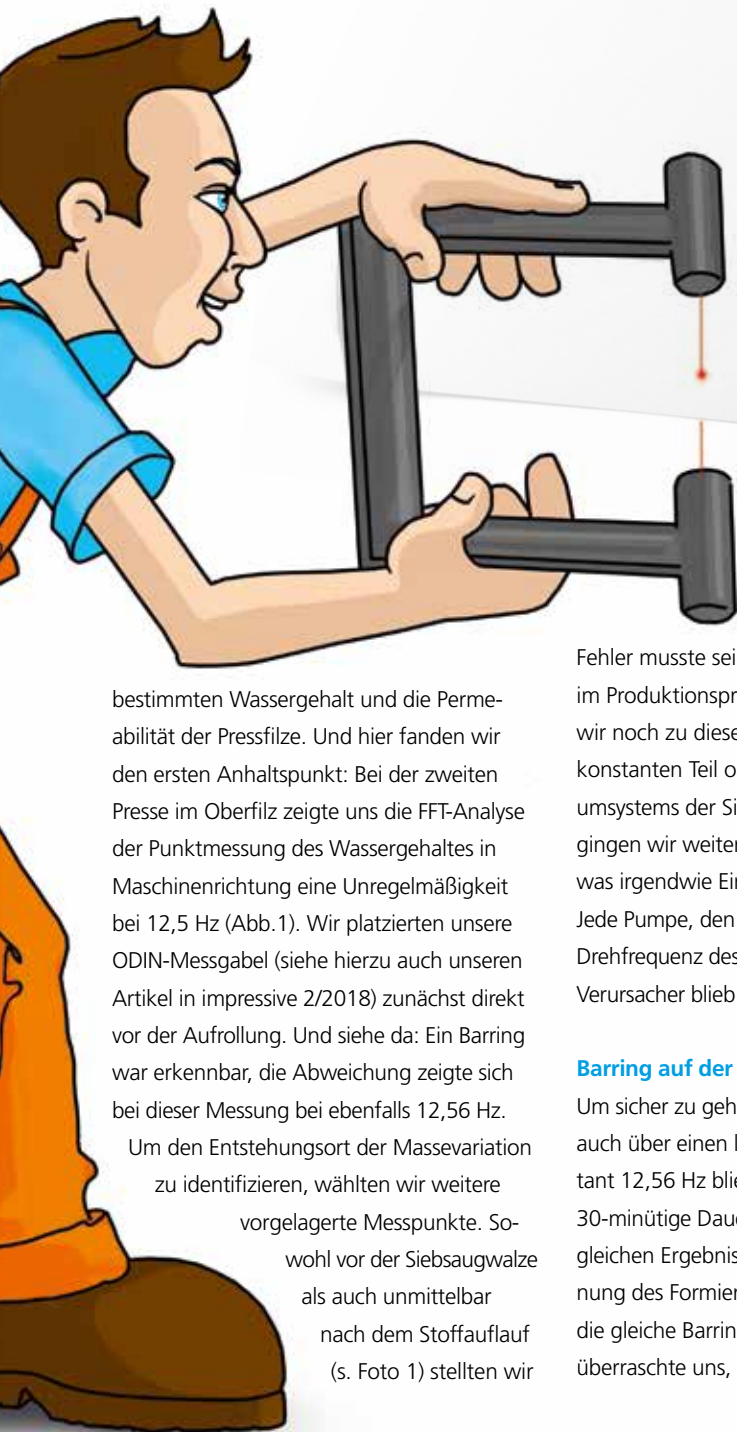 bestimmten Wassergehalt und die Perme-
abilität der Pressfilze. Und hier fanden wir
den ersten Anhaltspunkt: Bei der zweiten
Presse im Oberfilz zeigte uns die FFT-Analyse
der Punktmessung des Wassergehaltes in
Maschinenrichtung eine Unregelmäßigkeit
bei 12,5 Hz (Abb.1). Wir platzierten unsere
ODIN-Messgabel (siehe hierzu auch unseren
Artikel in impressive 2/2018) zunächst direkt
vor der Aufrollung. Und siehe da: Ein Barring
war erkennbar, die Abweichung zeigte sich
bei dieser Messung bei ebenfalls 12,56 Hz.
Um den Entstehungsort der Massevariation
zu identifizieren, wählten wir weitere
vorgelagerte Messpunkte. So-
wohl vor der Siebsaugwalze
als auch unmittelbar
nach dem Stoffauflauf
(s. Foto 1) stellten wir
Fehler musste sei
im Produktionspr
wir noch zu diese
konstanten Teil o
umsystems der Si
gingen wir weiter
was irgendwie Ei
Jede Pumpe, den
Drehfrequenz des
Verursacher blieb
Barring auf der
Um sicher zu geh
auch über einen l
tant 12,56 Hz blie
30-minütige Daue
gleichen Ergebnis
nung des Formier
die gleiche Barrin
überraschte uns,